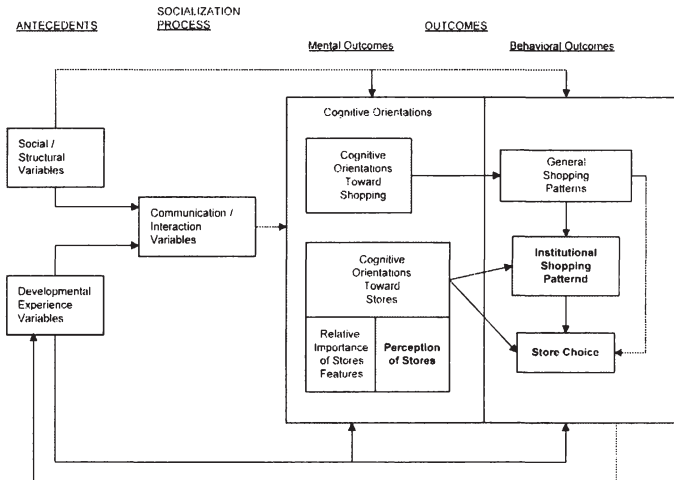 ANTECEDENTS
SOCIALIZATION
PROCESS
OUTCOMES
Mental Outcomes
Behavioral Outcomes
Cognitive Orientations
Social /
Structural
Variables
Communication /
Interaction
Variables
Developmental
Experience
Variables
Cognitive
Orientations
Toward
Shopping
Cognitive
Orientations
Toward
Stores
Relative
Importance
of Stores
Features
Perception
of Stores
General
Shopping
Patterns
Institutional
Shopping
Patternd
Store Choice